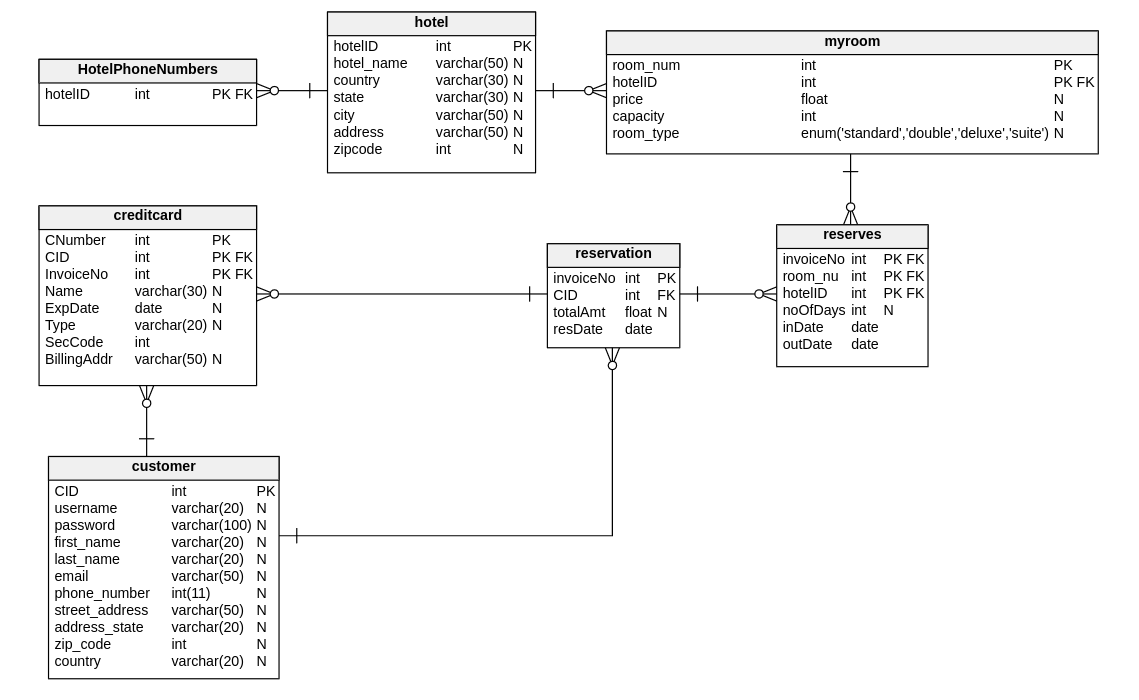 hotel
hotelID int PK
hotel_name varchar(50) N
country varchar(30) N
state varchar(30) N
city varchar(50) N
address varchar(50) N
zipcode int N
myroom
room_num int PK
hotelID int PK FK
price float N
capacity int N
room_type enum('standard','double','deluxe','suite') N
HotelPhoneNumbers
hotelID int PK FK
creditcard
CNumber int PK
CID int PK FK
InvoiceNo int PK FK
Name varchar(30) N
ExpDate date N
Type varchar(20) N
SecCode int
BillingAddr varchar(50) N
reservation
invoiceNo int PK
CID int FK
totalAmt float N
resDate date
reserves
invoiceNo int PK FK
room_nu int PK FK
hotelID int PK FK
noOfDays int N
inDate date
outDate date
customer
CID int PK
username varchar(20) N
password varchar(100) N
first_name varchar(20) N
last_name varchar(20) N
email varchar(50) N
phone_number int(11) N
street_address varchar(50) N
address_state varchar(20) N
zip_code int N
country varchar(20) N